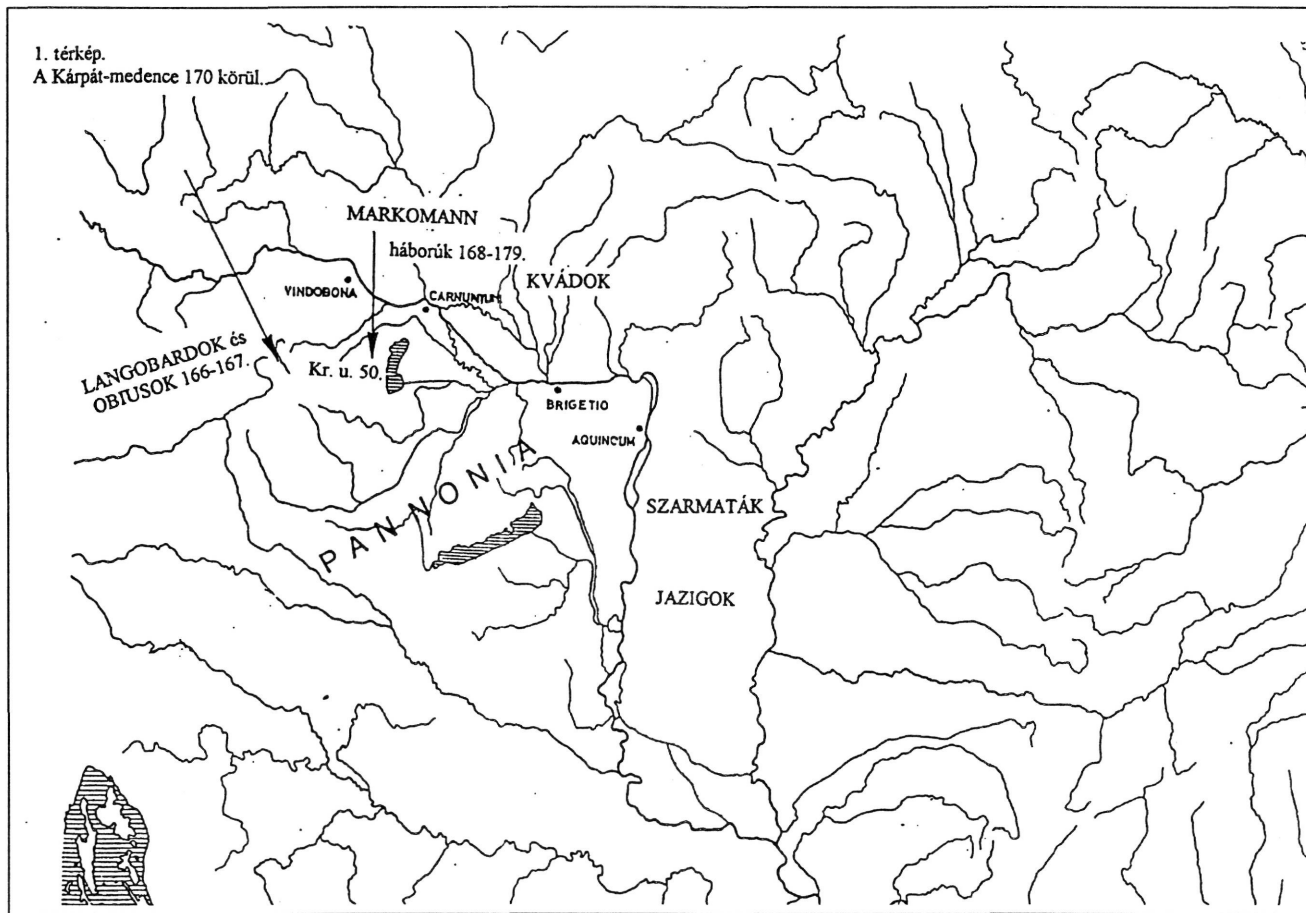 1. térkép.
A Kárpát-medence 170 körül.
MARKOMANN
háborúk 168-179.
KVÁDOK
VINDOBONA
CARNUNTUM
LANGOBARDOK és
OBIUSOK 166-167.
Kr. u. 50.
BRIGETIO
AQUINCUM
PANNONIA
SZARMATÁK
JAZIGOK